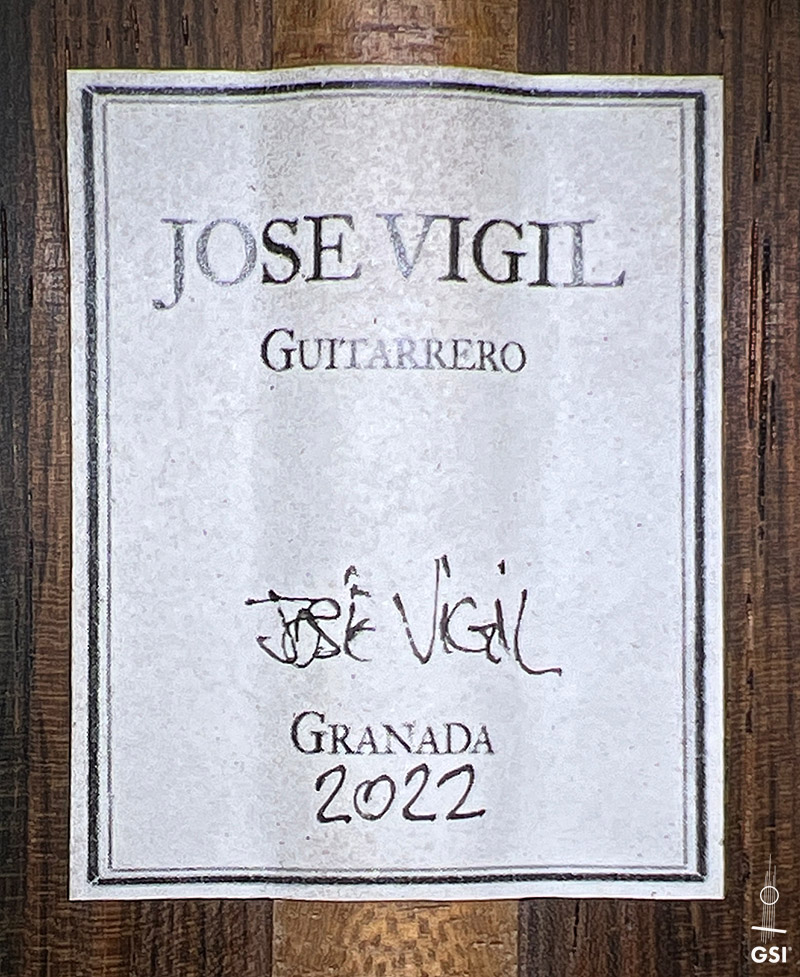 JOSE VIGIL
GUITARRERO
JOSÉ VIGIL
GRANADA
2022
GSI